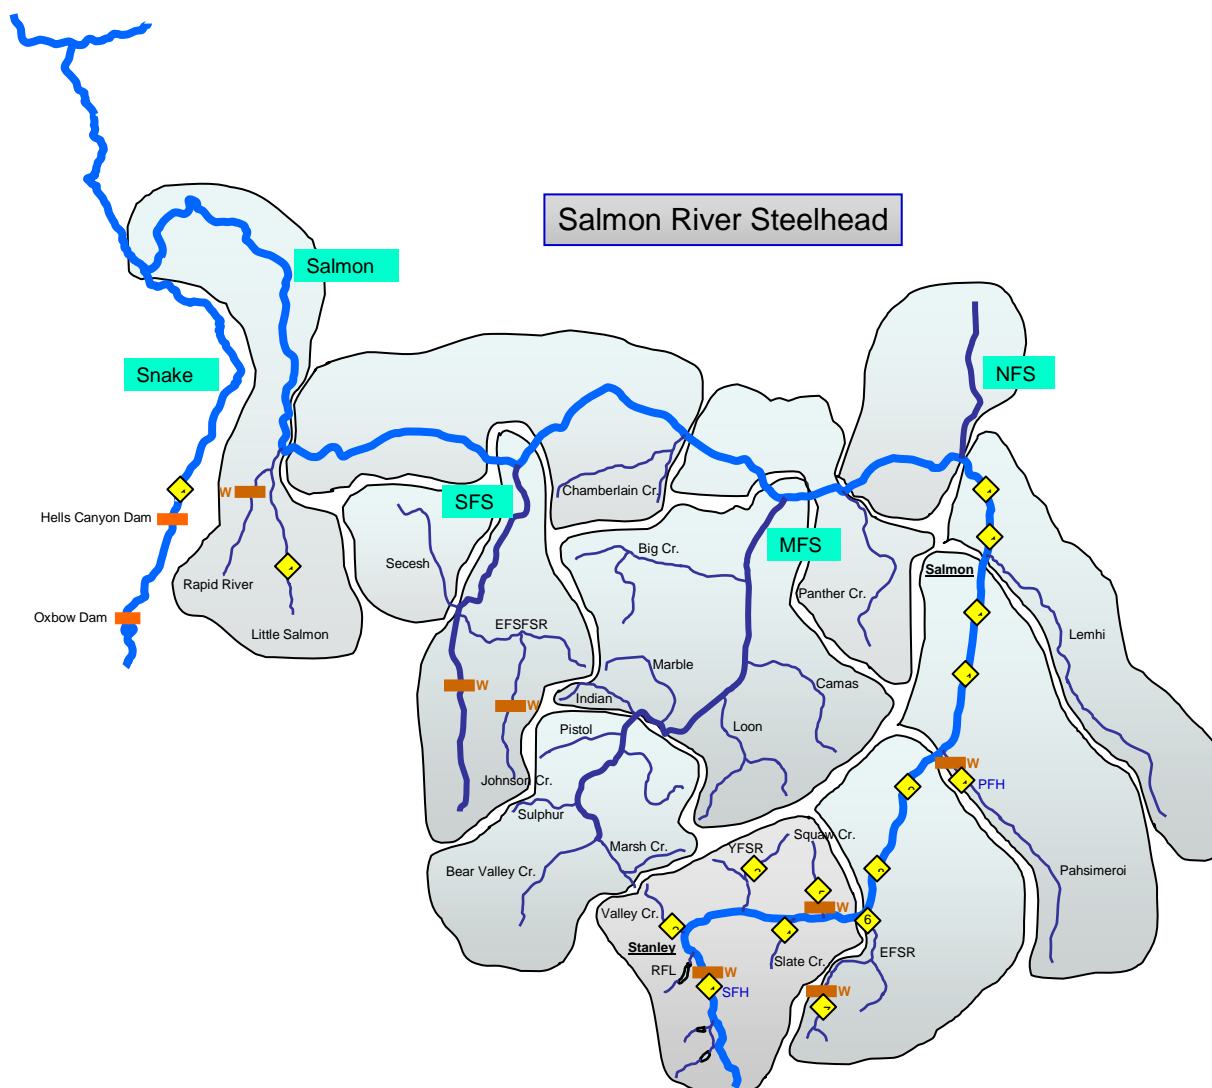 Salmon River Steelhead
Salmon
Snake
NFS
SFS
MFS
Chamberlain Cr.
W
Hells Canyon Dam
Big Cr.
Secesh
Salmon
Rapid River
Panther Cr.
Oxbow Dam
Little Salmon
EFSFSR
Lemhi
Marble
Camas
W
Indian
W
Loon
Pistol
W
Johnson Cr.
PFH
Sulphur
Squaw Cr.
Marsh Cr.
YFSR
Bear Valley Cr.
Pahsimeroi
W
Valley Cr.
6
Stanley
EFSR
Slate Cr.
RFL
W
SFH
W